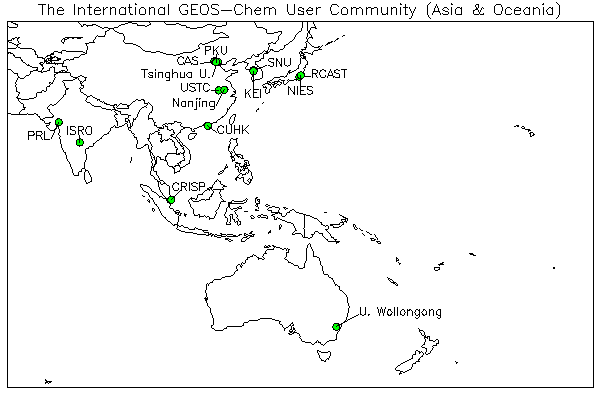 The International GEOS-Chem User Community (Asia & Oceania)
PKU
CAS
SNU
Tsinghua U.
RCAST
USTC
KEI
NIES
Nanjing
PRL
ISRO
CUHK
CRISP
U. Wollongong